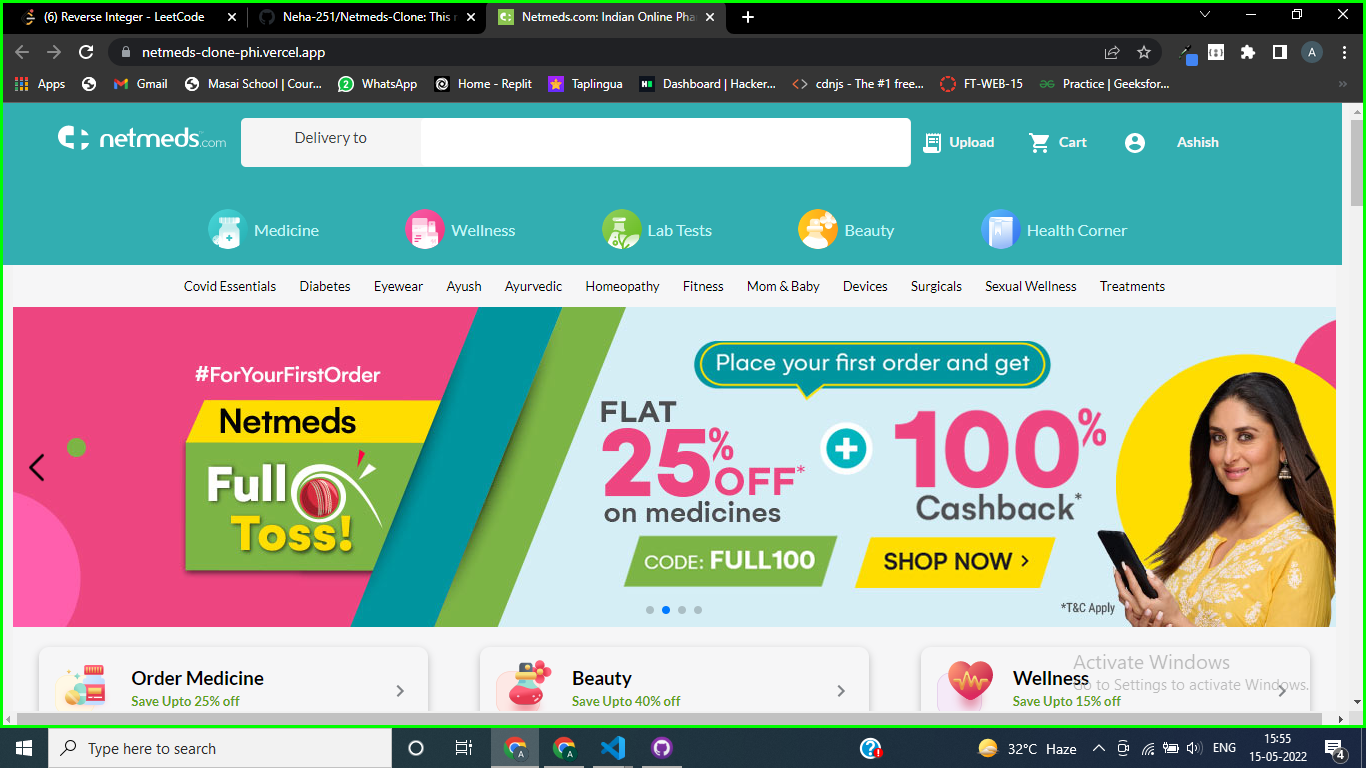 (6) Reverse Integer - LeetCode
Neha-251/Netmeds-Clone: This r
Netmeds.com: Indian Online Pha
netmeds-clone-phi.vercel.app
A
Apps
Gmail
Masai School | Cour...
2 WhatsApp
Home - Replit
Taplingua
Dashboard | Hacker...
cdnjs - The #1 free...
FT-WEB-15
Practice | Geeksfor...
netmeds.com
Delivery to
Upload
Cart
Ashish
Medicine
Wellness
Lab Tests
Beauty
Health Corner
Covid Essentials
Diabetes
Eyewear
Ayush
Ayurvedic
Homeopathy
Fitness
Mom & Baby
Devices
Surgicals
Sexual Wellness
Treatments
#ForYourFirstOrder
Netmeds
Full
Toss!
Place your first order and get
FLAT
25% OFF*
on medicines
100%
Cashback*
CODE: FULL100
SHOP NOW >
*T&C Apply
Order Medicine
Save Upto 25% off
Beauty
Save Upto 40% off
Wellness
Save Upto 15% off
Activate Windows
Go to Settings to activate Windows.
Type here to search
32°C Haze
ENG
15:55
15-05-2022
4